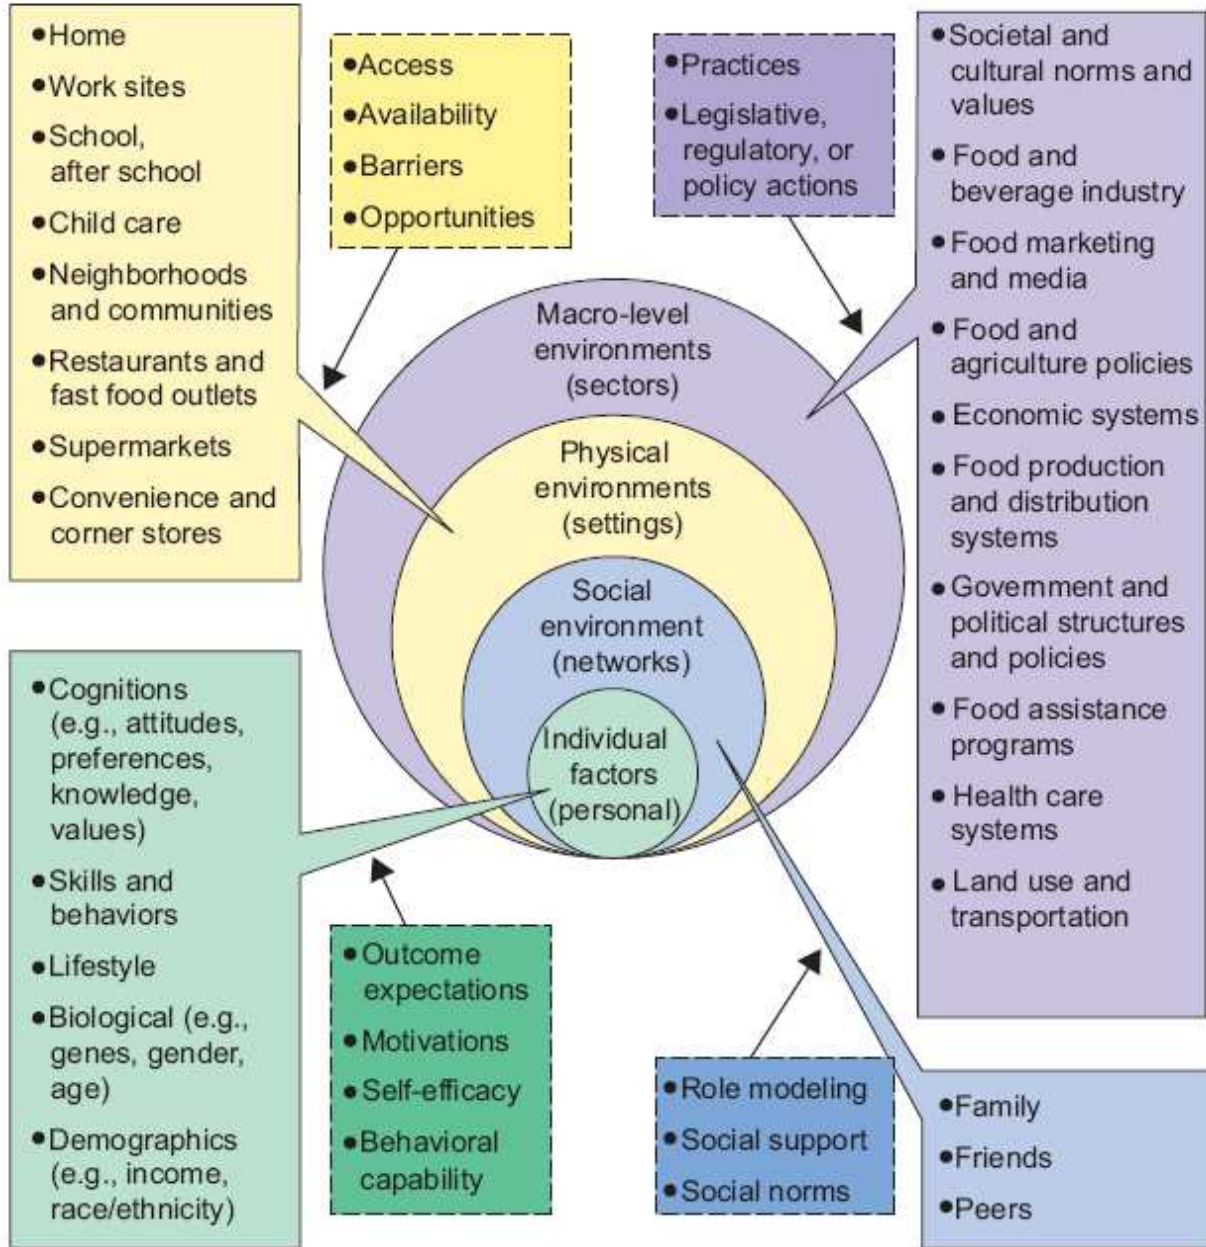 • Home
• Work sites
• School,
after school
• Child care
• Neighborhoods
and communities
• Restaurants and
fast food outlets
• Supermarkets
• Convenience and
corner stores
• Access
• Availability
• Barriers
• Opportunities
• Practices
• Legislative,
regulatory, or
policy actions
• Societal and
cultural norms and
values
• Food and
beverage industry
• Food marketing
and media
• Food and
agriculture policies
• Economic systems
• Food production
and distribution
systems
• Government and
political structures
and policies
• Food assistance
programs
• Health care
systems
• Land use and
transportation
Macro-level
environments
(sectors)
Physical
environments
(settings)
Social
environment
(networks)
Individual
factors
(personal)
• Cognitions
(e.g., attitudes,
preferences,
knowledge,
values)
• Skills and
behaviors
• Lifestyle
• Biological (e.g.,
genes, gender,
age)
• Demographics
(e.g., income,
race/ethnicity)
• Outcome
expectations
• Motivations
• Self-efficacy
• Behavioral
capability
• Role modeling
• Social support
• Social norms
• Family
• Friends
• Peers